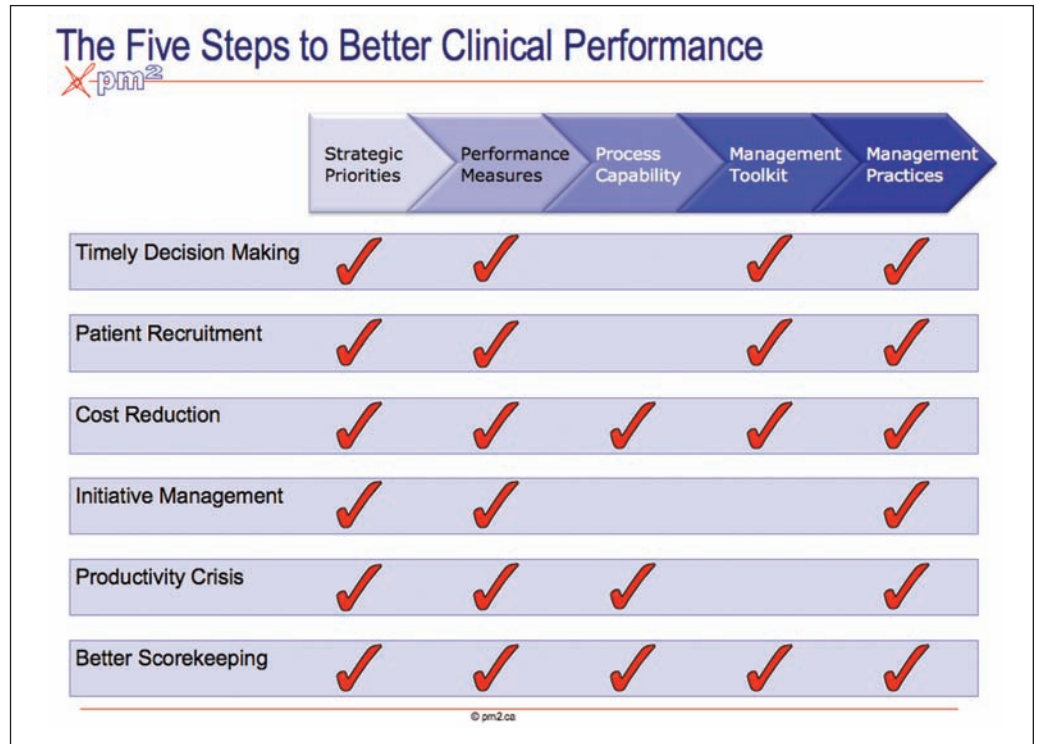 The Five Steps to Better Clinical Performance
pm2
Strategic
Priorities
Performance
Measures
Process
Capability
Management
Toolkit
Management
Practices
Timely Decision Making
Patient Recruitment
Cost Reduction
Initiative Management
Productivity Crisis
Better Scorekeeping
© pm2.ca